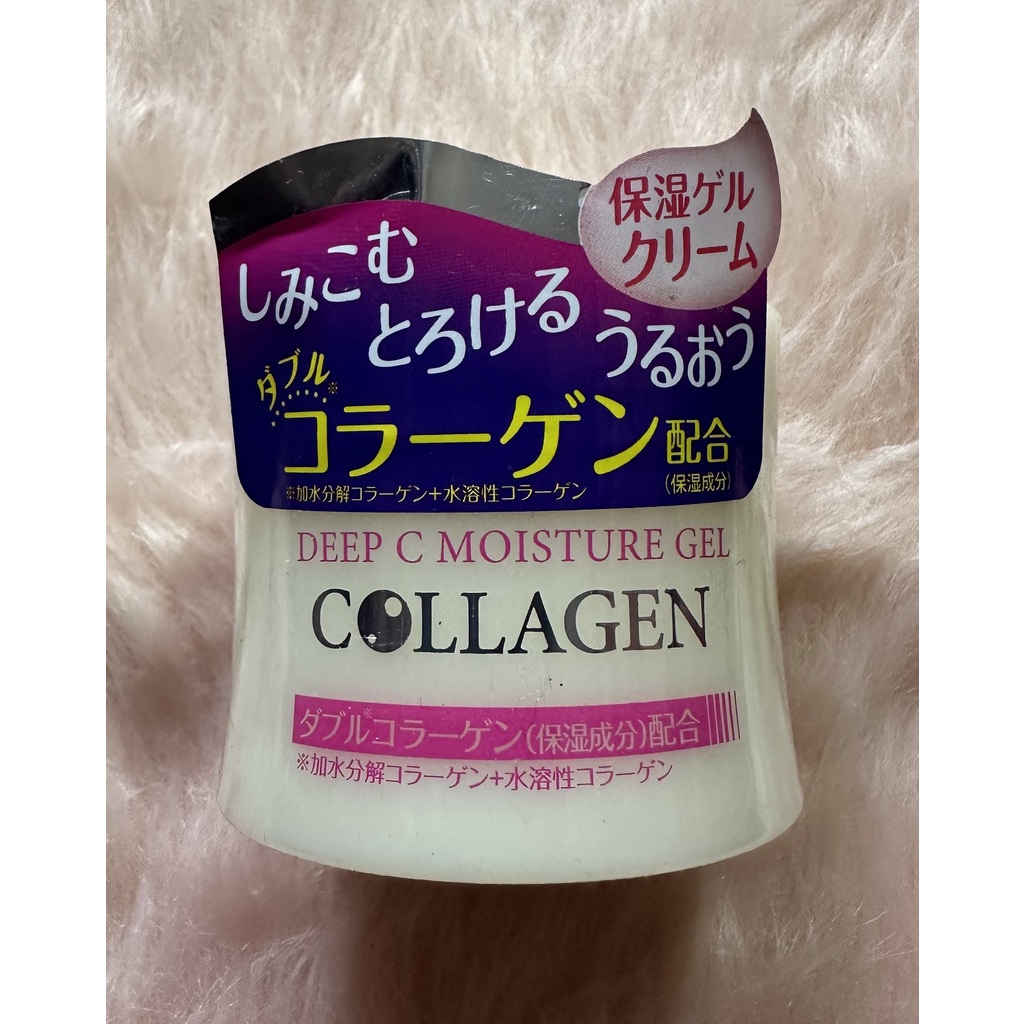 保湿ゲル
クリーム
しみこむ
とろける
うるおう
ダブル※
コラーゲン配合
(保湿成分)
※加水分解コラーゲン+水溶性コラーゲン
DEEP C MOISTURE GEL
COLLAGEN
ダブル※コラーゲン(保湿成分)配合
※加水分解コラーゲン+水溶性コラーゲン